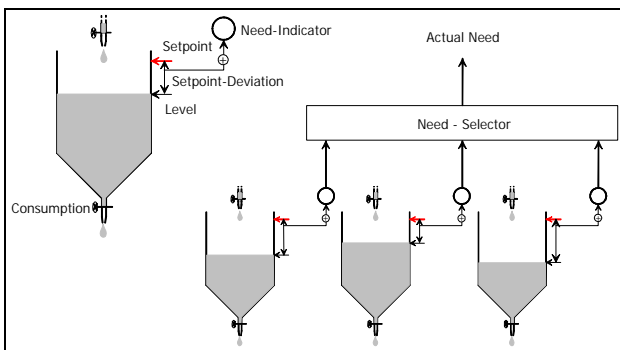 Need-Indicator
Setpoint
Setpoint-Deviation
Level
Consumption
Actual Need
Need - Selector